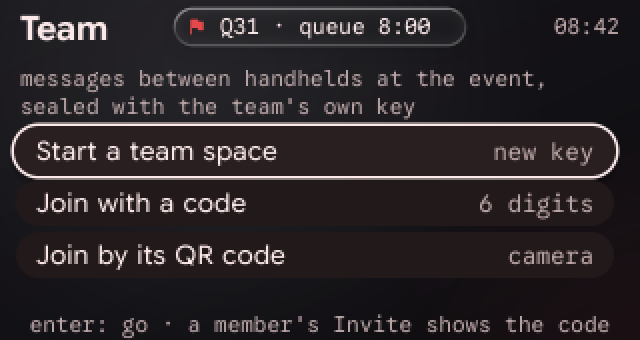 Team
Q31 · queue 8:00
08:42
messages between handhelds at the event,
sealed with the team's own key
Start a team space new key
Join with a code 6 digits
Join by its QR code camera
enter: go · a member's Invite shows the code